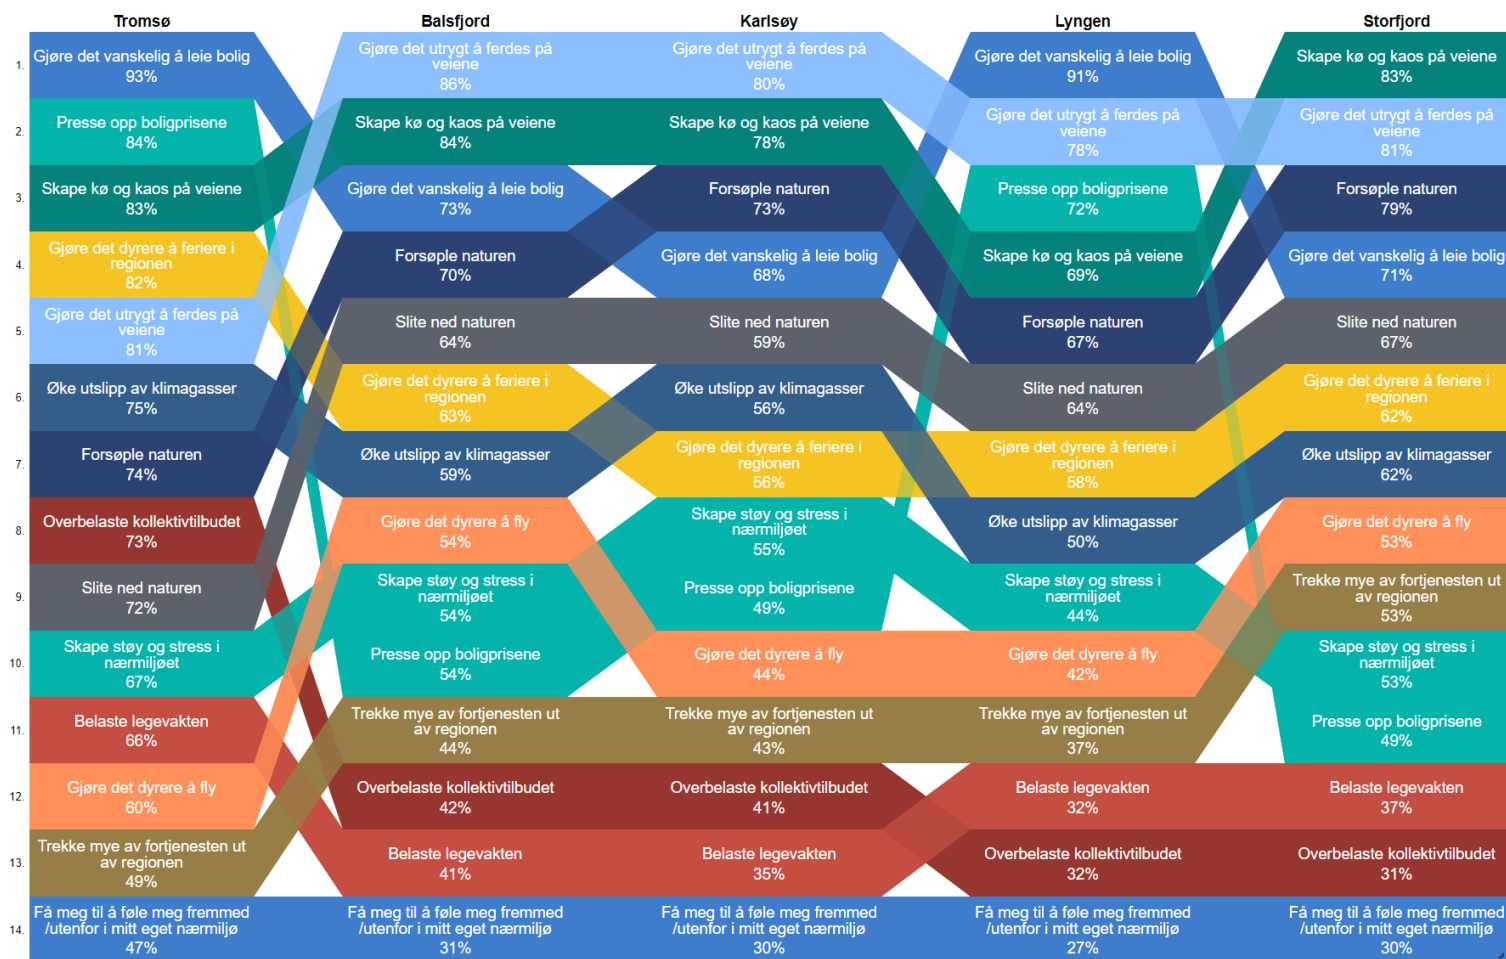 Tromsø Balsfjord Karlsøy Lyngen Storfjord
1.
Gjøre det vanskelig å leie bolig
93%
Gjøre det utrygt å ferdes på
veiene
86%
Gjøre det utrygt å ferdes på
veiene
80%
Gjøre det vanskelig å leie bolig
91%
Skape kø og kaos på veiene
83%
2.
Presse opp boligprisene
84%
Skape kø og kaos på veiene
84%
Skape kø og kaos på veiene
78%
Gjøre det utrygt å ferdes på
veiene
78%
Gjøre det utrygt å ferdes på
veiene
81%
3.
Skape kø og kaos på veiene
83%
Gjøre det vanskelig å leie bolig
73%
Forsøple naturen
73%
Presse opp boligprisene
72%
Forsøple naturen
79%
4.
Gjøre det dyrere å feriere i
regionen
82%
Forsøple naturen
70%
Gjøre det vanskelig å leie bolig
68%
Skape kø og kaos på veiene
69%
Gjøre det vanskelig å leie bolig
71%
5.
Gjøre det utrygt å ferdes på
veiene
81%
Slite ned naturen
64%
Slite ned naturen
59%
Forsøple naturen
67%
Slite ned naturen
67%
6.
Øke utslipp av klimagasser
75%
Gjøre det dyrere å feriere i
regionen
63%
Øke utslipp av klimagasser
56%
Slite ned naturen
64%
Gjøre det dyrere å feriere i
regionen
62%
7.
Forsøple naturen
74%
Øke utslipp av klimagasser
59%
Gjøre det dyrere å feriere i
regionen
56%
Gjøre det dyrere å feriere i
regionen
58%
Øke utslipp av klimagasser
62%
8.
Overbelaste kollektivtilbudet
73%
Gjøre det dyrere å fly
54%
Skape støy og stress i
nærmiljøet
55%
Øke utslipp av klimagasser
50%
Gjøre det dyrere å fly
53%
9.
Slite ned naturen
72%
Skape støy og stress i
nærmiljøet
54%
Presse opp boligprisene
49%
Skape støy og stress i
nærmiljøet
44%
Trekke mye av fortjenesten ut
av regionen
53%
10.
Skape støy og stress i
nærmiljøet
67%
Presse opp boligprisene
54%
Gjøre det dyrere å fly
44%
Gjøre det dyrere å fly
42%
Skape støy og stress i
nærmiljøet
53%
11.
Belaste legevakten
66%
Trekke mye av fortjenesten ut
av regionen
44%
Trekke mye av fortjenesten ut
av regionen
43%
Trekke mye av fortjenesten ut
av regionen
37%
Presse opp boligprisene
49%
12.
Gjøre det dyrere å fly
60%
Overbelaste kollektivtilbudet
42%
Overbelaste kollektivtilbudet
41%
Belaste legevakten
32%
Belaste legevakten
37%
13.
Trekke mye av fortjenesten ut
av regionen
49%
Belaste legevakten
41%
Belaste legevakten
35%
Overbelaste kollektivtilbudet
32%
Overbelaste kollektivtilbudet
31%
14.
Få meg til å føle meg fremmed
/utenfor i mitt eget nærmiljø
47%
Få meg til å føle meg fremmed
/utenfor i mitt eget nærmiljø
31%
Få meg til å føle meg fremmed
/utenfor i mitt eget nærmiljø
30%
Få meg til å føle meg fremmed
/utenfor i mitt eget nærmiljø
27%
Få meg til å føle meg fremmed
/utenfor i mitt eget nærmiljø
30%